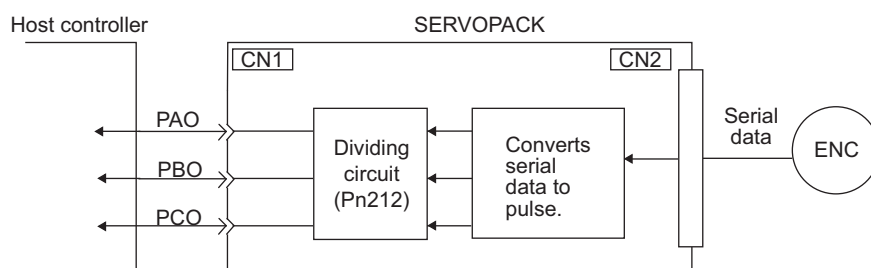 Host controller
SERVOPACK
CN1
CN2
PAO
PBO
PCO
Dividing
circuit
(Pn212)
Converts
serial
data to
pulse.
Serial
data
ENC